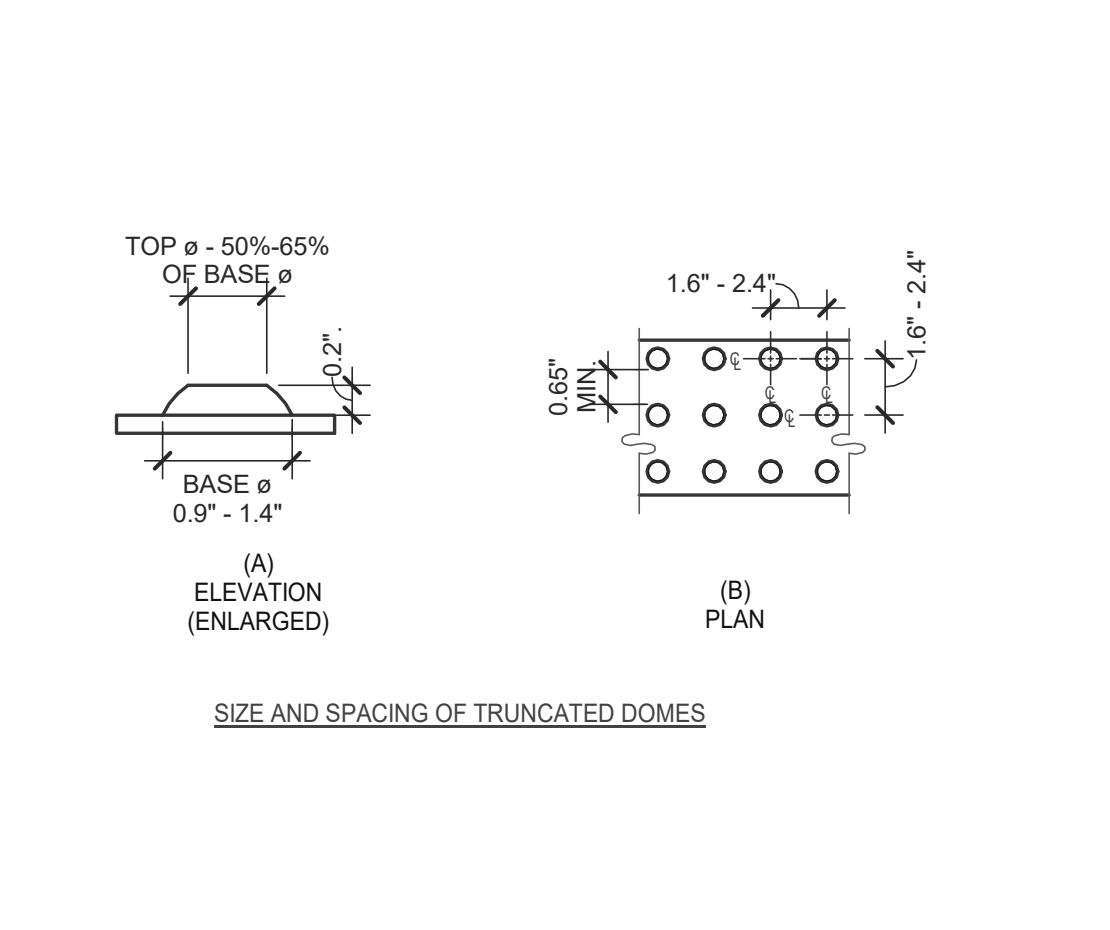 TOP ø - 50%-65%
OF BASE ø
0.2" .
BASE ø
0.9" - 1.4"
(A)
ELEVATION
(ENLARGED)
1.6" - 2.4"
1.6" - 2.4"
0.65"
MIN.
℄
℄
℄
℄
(B)
PLAN
SIZE AND SPACING OF TRUNCATED DOMES